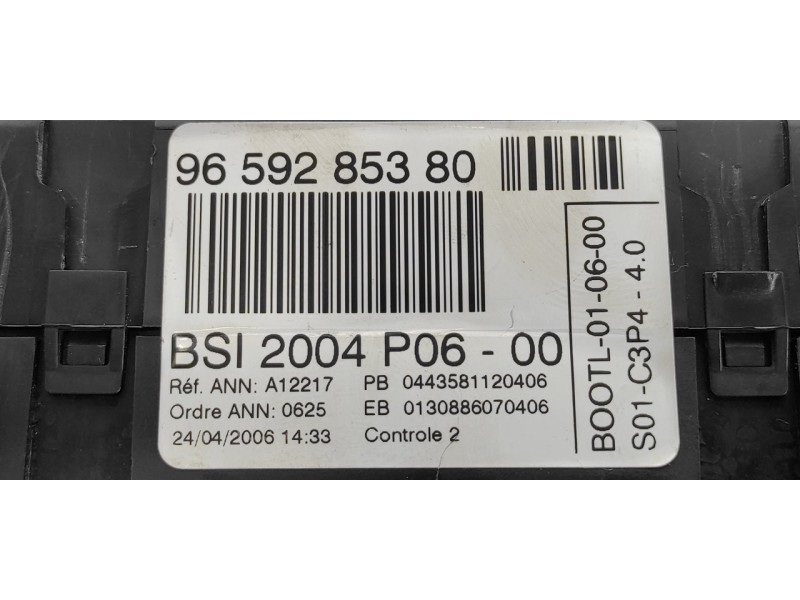 96 592 853 80
BSI 2004 P06 - 00
Réf. ANN: A12217 PB 0443581120406
Ordre ANN: 0625 EB 0130886070406
24/04/2006 14:33 Controle 2
BOOTL-01-06-00
S01-C3P4 - 4.0